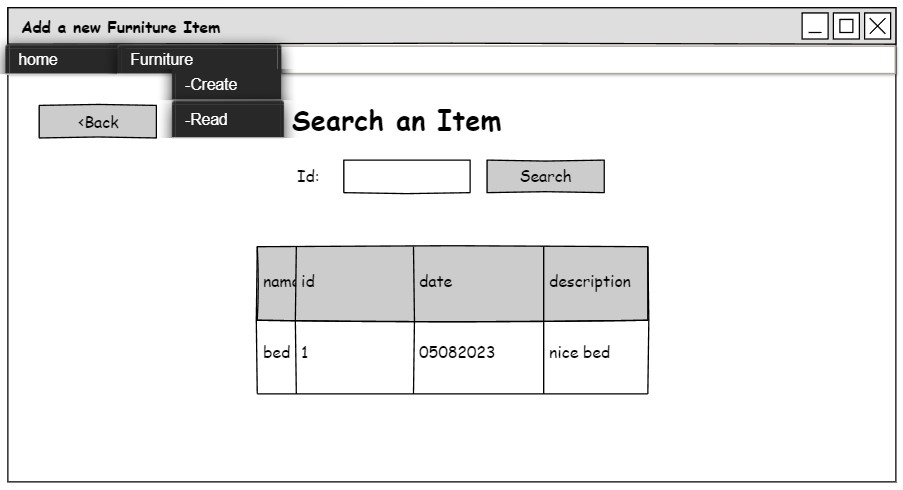 Add a new Furniture Item
home Furniture
-Create
<Back -Read Search an Item
Id: Search
name id date description
bed 1 05082023 nice bed